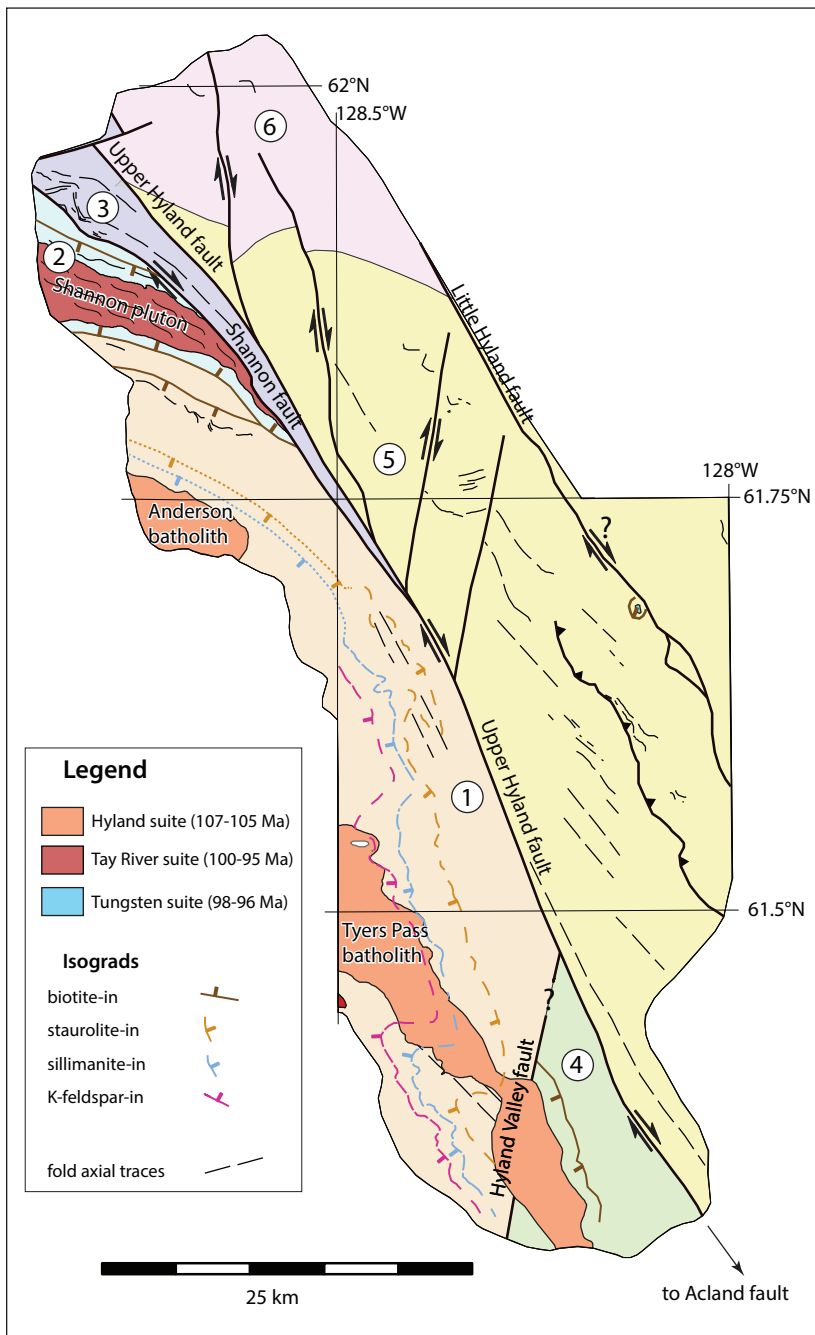 62°N
128.5°W
6
Upper Hyland fault
3
2
Shannon pluton
Little Hyland fault
Shannon fault
5
128°W
61.75°N
Anderson
batholith
?
Upper Hyland fault
1
Legend
Hyland suite (107-105 Ma)
Tay River suite (100-95 Ma)
Tungsten suite (98-96 Ma)
Isograds
biotite-in
staurolite-in
sillimanite-in
K-feldspar-in
fold axial traces
61.5°N
Tyers Pass
batholith
?
4
Hyland Valley fault
25 km
to Acland fault